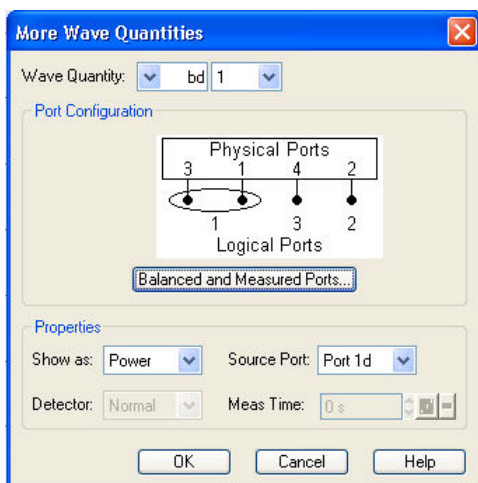 More Wave Quantities
Wave Quantity: bd 1
Port Configuration
Physical Ports
3 1 4 2
1 3 2
Logical Ports
Balanced and Measured Ports...
Properties
Show as: Power Source Port: Port 1d
Detector: Normal Meas Time: 0 s
OK Cancel Help